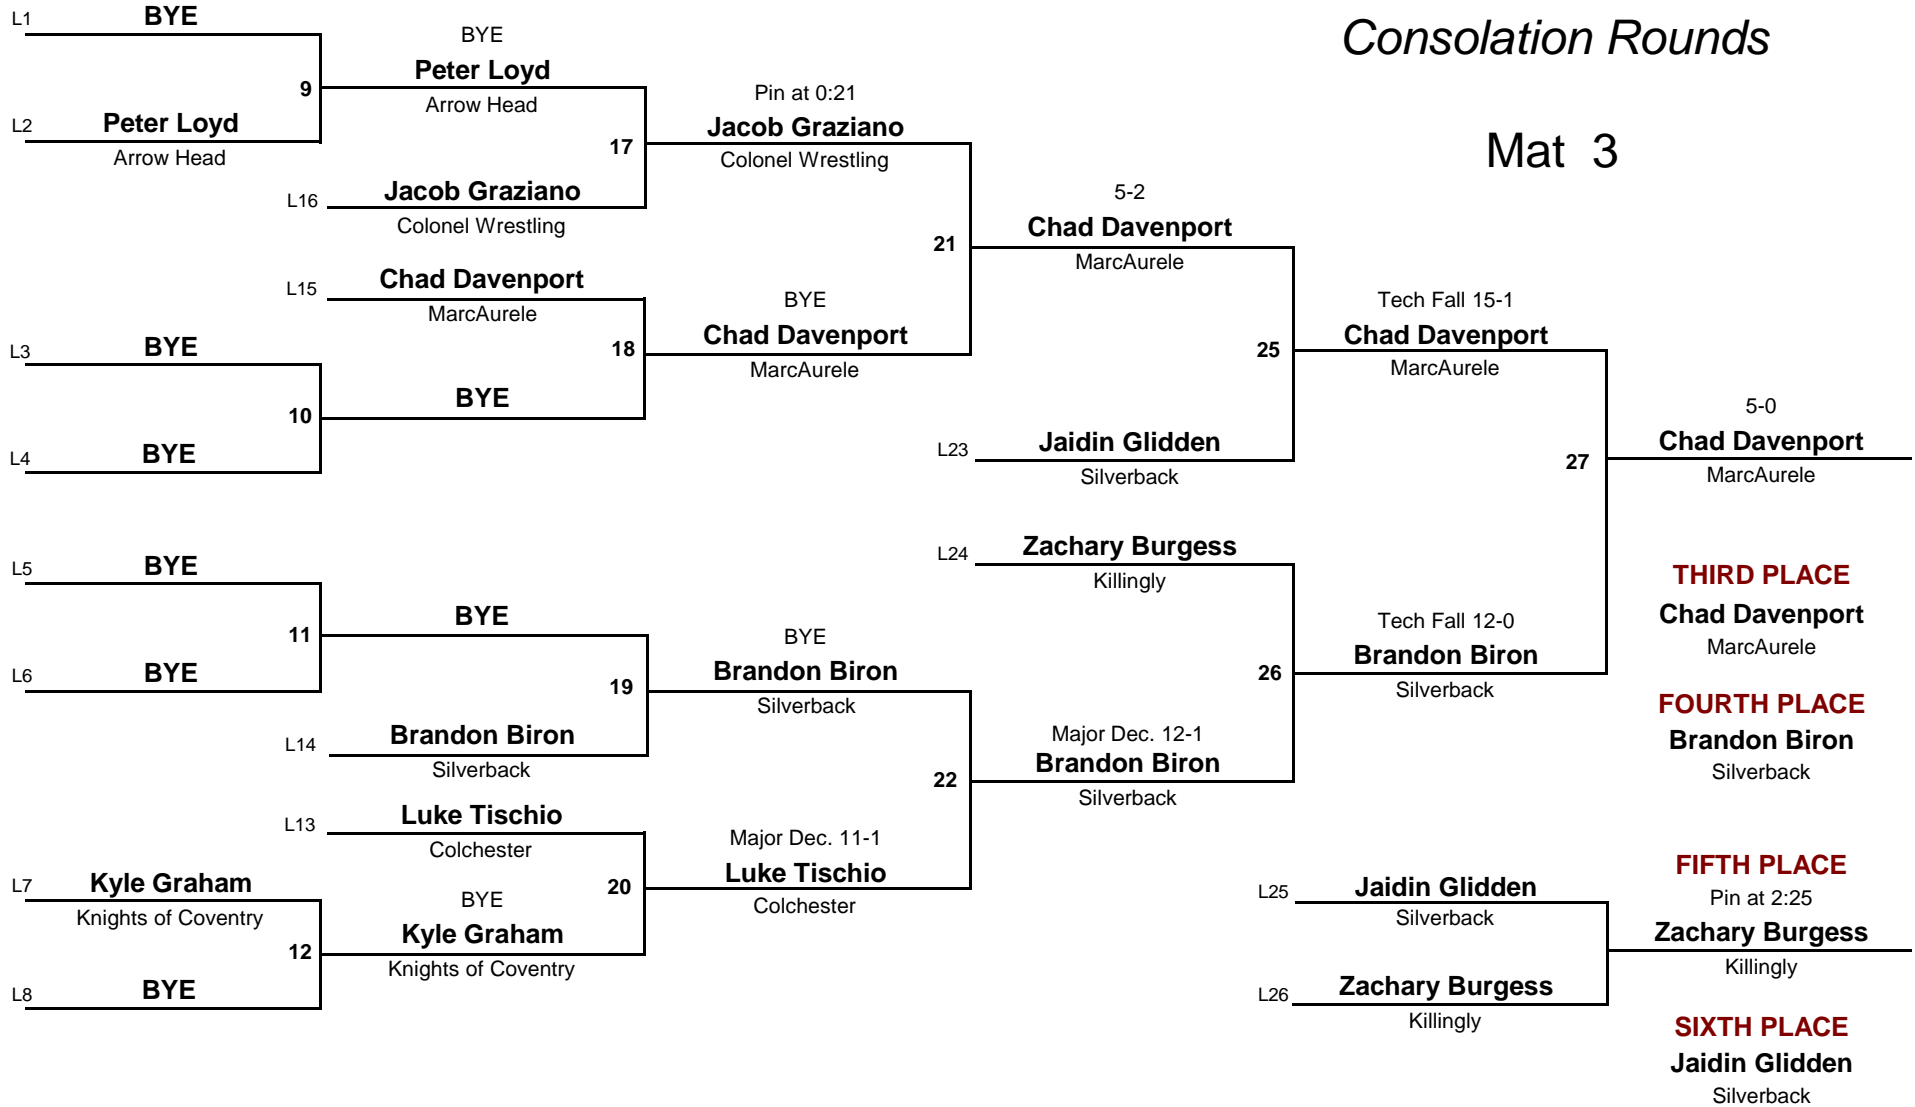 Consolation Rounds
Mat 3
L1
BYE
9
L2
Peter Loyd
Arrow Head
BYE
Peter Loyd
Arrow Head
17
L16
Jacob Graziano
Colonel Wrestling
Pin at 0:21
Jacob Graziano
Colonel Wrestling
21
L15
Chad Davenport
MarcAurele
18
L3
BYE
10
BYE
L4
BYE
BYE
Chad Davenport
MarcAurele
5-2
Chad Davenport
MarcAurele
25
L23
Jaidin Glidden
Silverback
Tech Fall 15-1
Chad Davenport
MarcAurele
27
5-0
Chad Davenport
MarcAurele
L5
BYE
11
BYE
L6
BYE
19
L14
Brandon Biron
Silverback
BYE
Brandon Biron
Silverback
22
L13
Luke Tischio
Colchester
20
L7
Kyle Graham
Knights of Coventry
12
BYE
Kyle Graham
Knights of Coventry
L8
BYE
Major Dec. 11-1
Luke Tischio
Colchester
L24
Zachary Burgess
Killingly
26
Major Dec. 12-1
Brandon Biron
Silverback
Tech Fall 12-0
Brandon Biron
Silverback
THIRD PLACE
Chad Davenport
MarcAurele
FOURTH PLACE
Brandon Biron
Silverback
L25
Jaidin Glidden
Silverback
L26
Zachary Burgess
Killingly
FIFTH PLACE
Pin at 2:25
Zachary Burgess
Killingly
SIXTH PLACE
Jaidin Glidden
Silverback